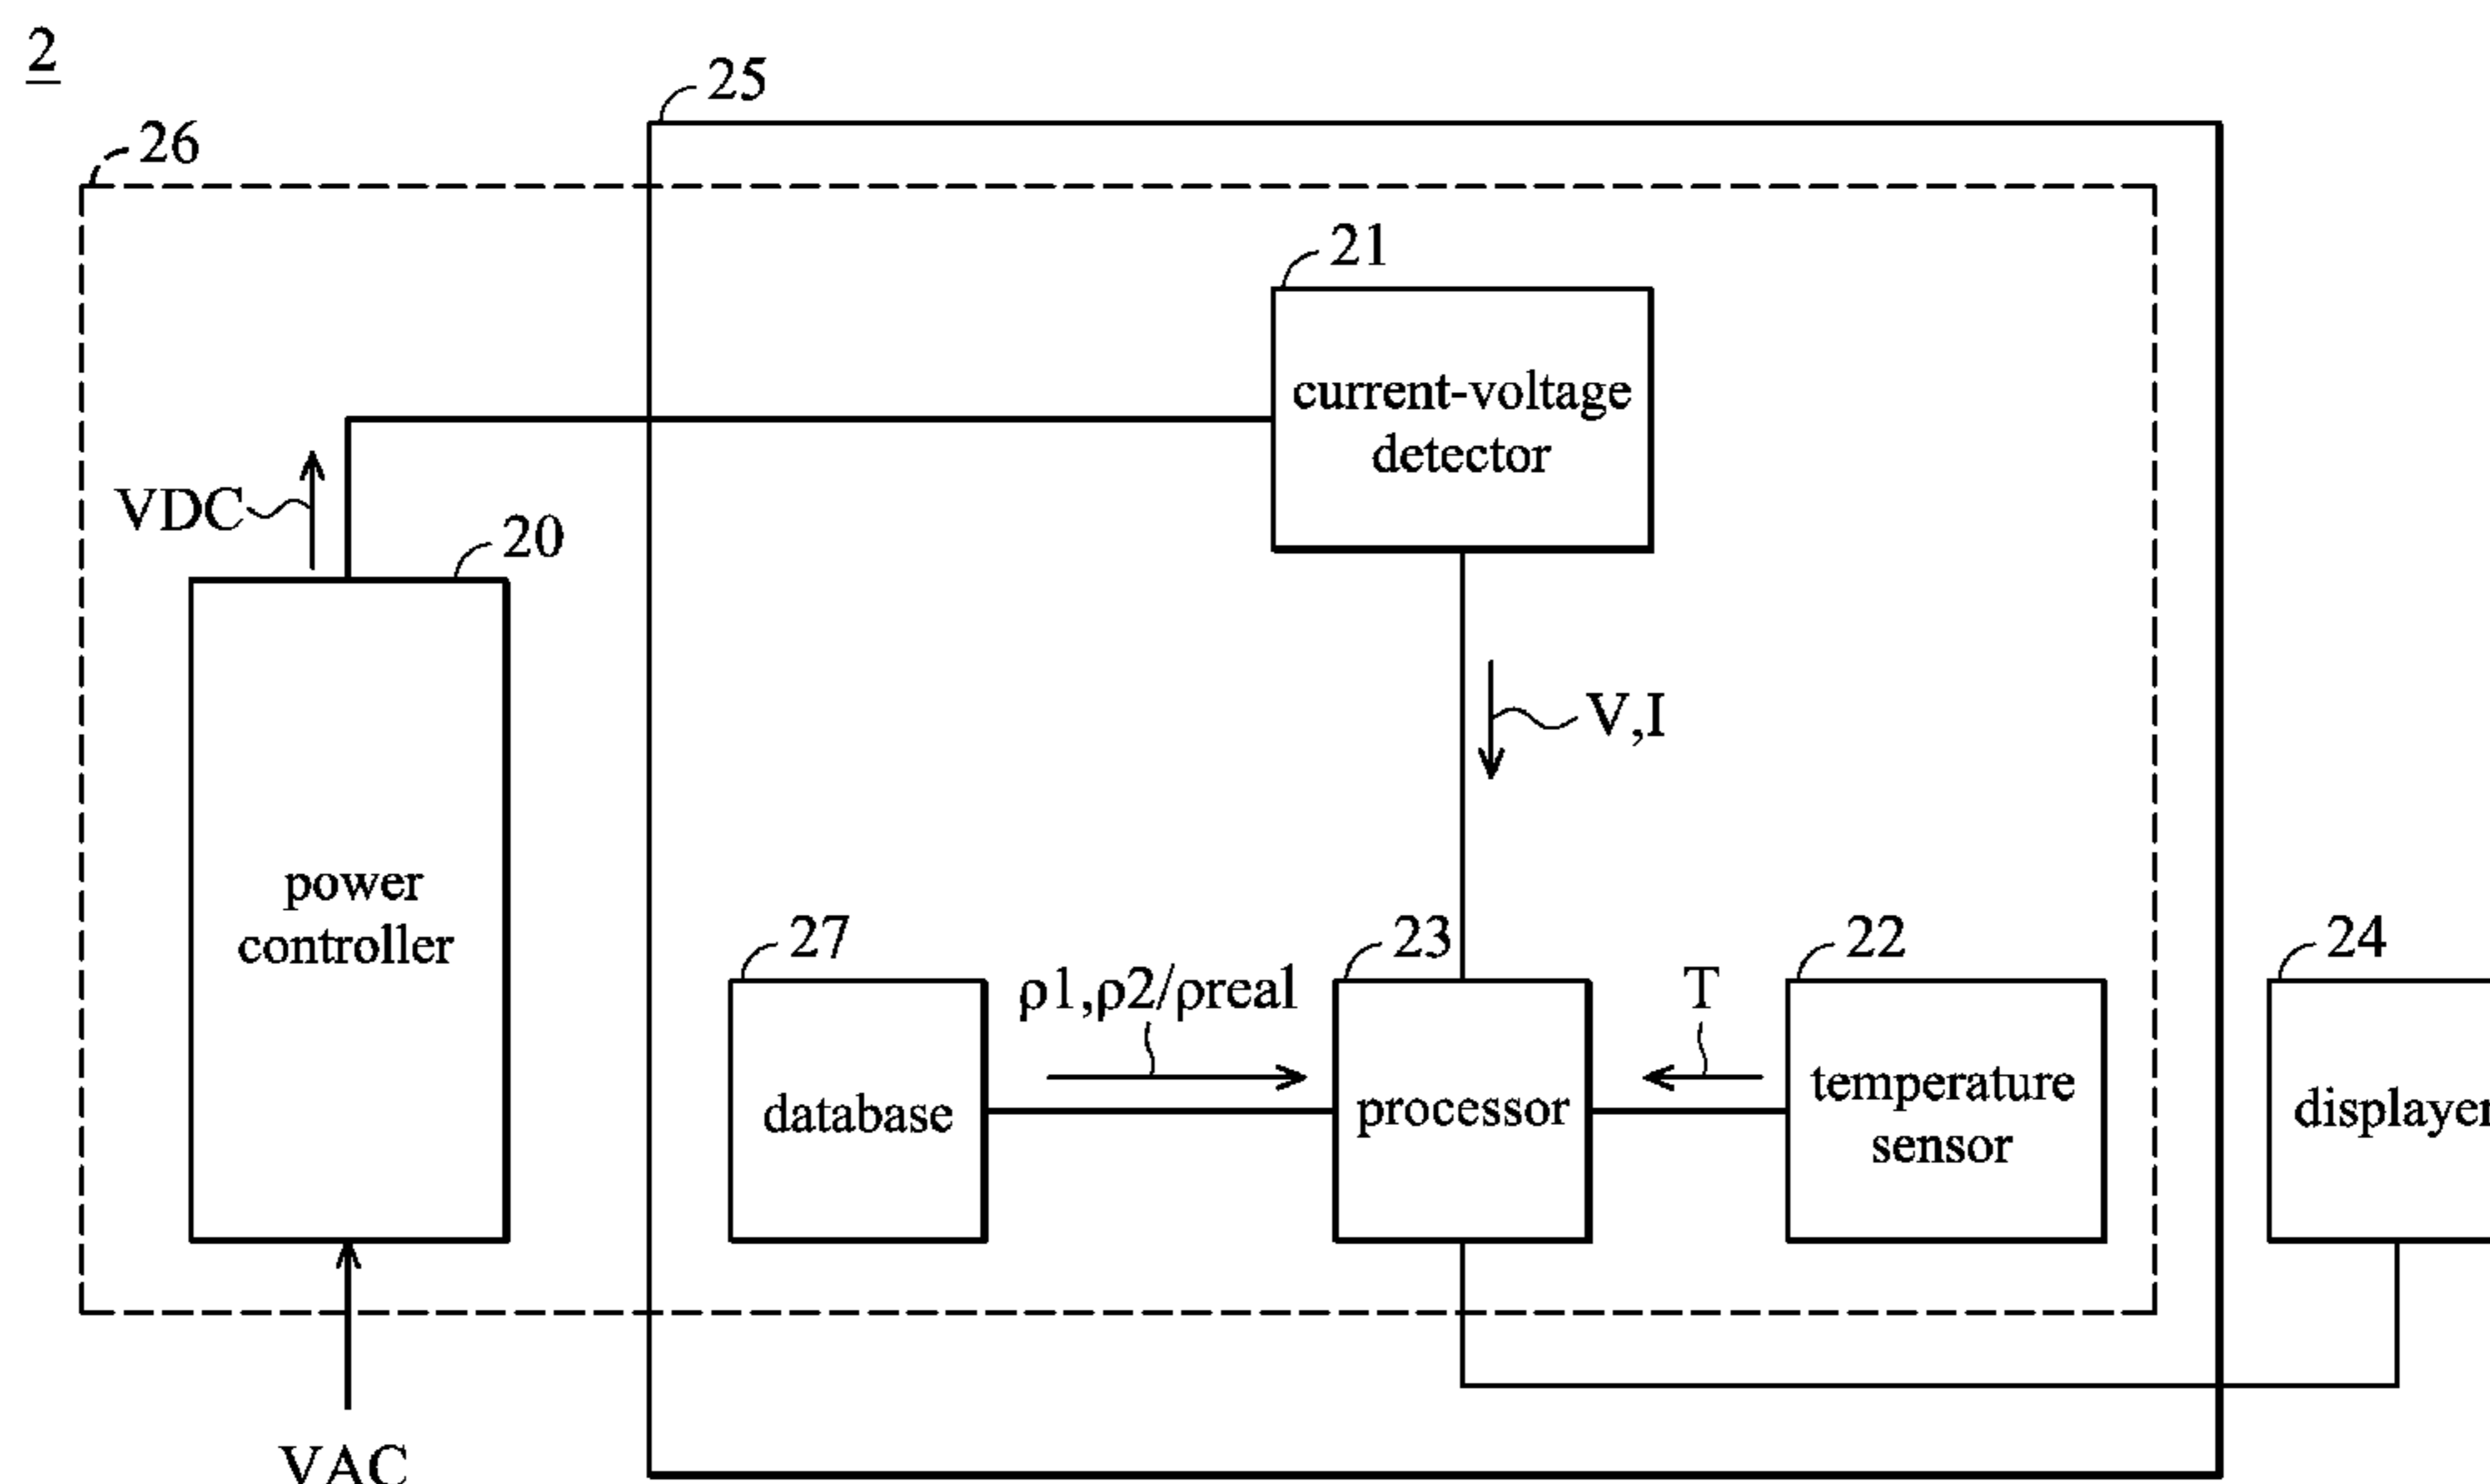 2
25
26
21
current-voltage
detector
VDC
20
V,I
power
controller
27
23
22
24
ρ1,ρ2/ρreal
T
database
processor
temperature
sensor
displayer
VAC